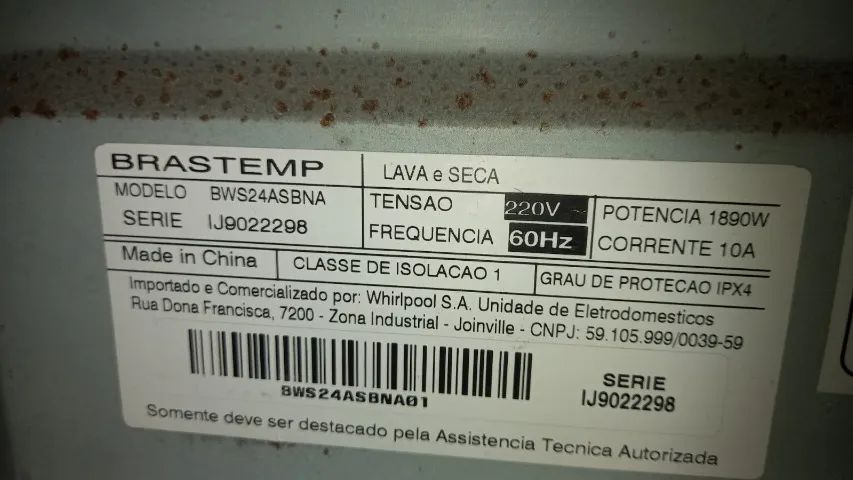 BRASTEMP LAVA e SECA
MODELO BWS24ASBNA TENSAO 220V ~ POTENCIA 1890W
SERIE IJ9022298 FREQUENCIA 60Hz CORRENTE 10A
Made in China CLASSE DE ISOLACAO 1 GRAU DE PROTECAO IPX4
Importado e Comercializado por: Whirlpool S.A. Unidade de Eletrodomesticos
Rua Dona Francisca, 7200 - Zona Industrial - Joinville - CNPJ: 59.105.999/0039-59
BWS24ASBNA01
SERIE
IJ9022298
Somente deve ser destacado pela Assistencia Tecnica Autorizada